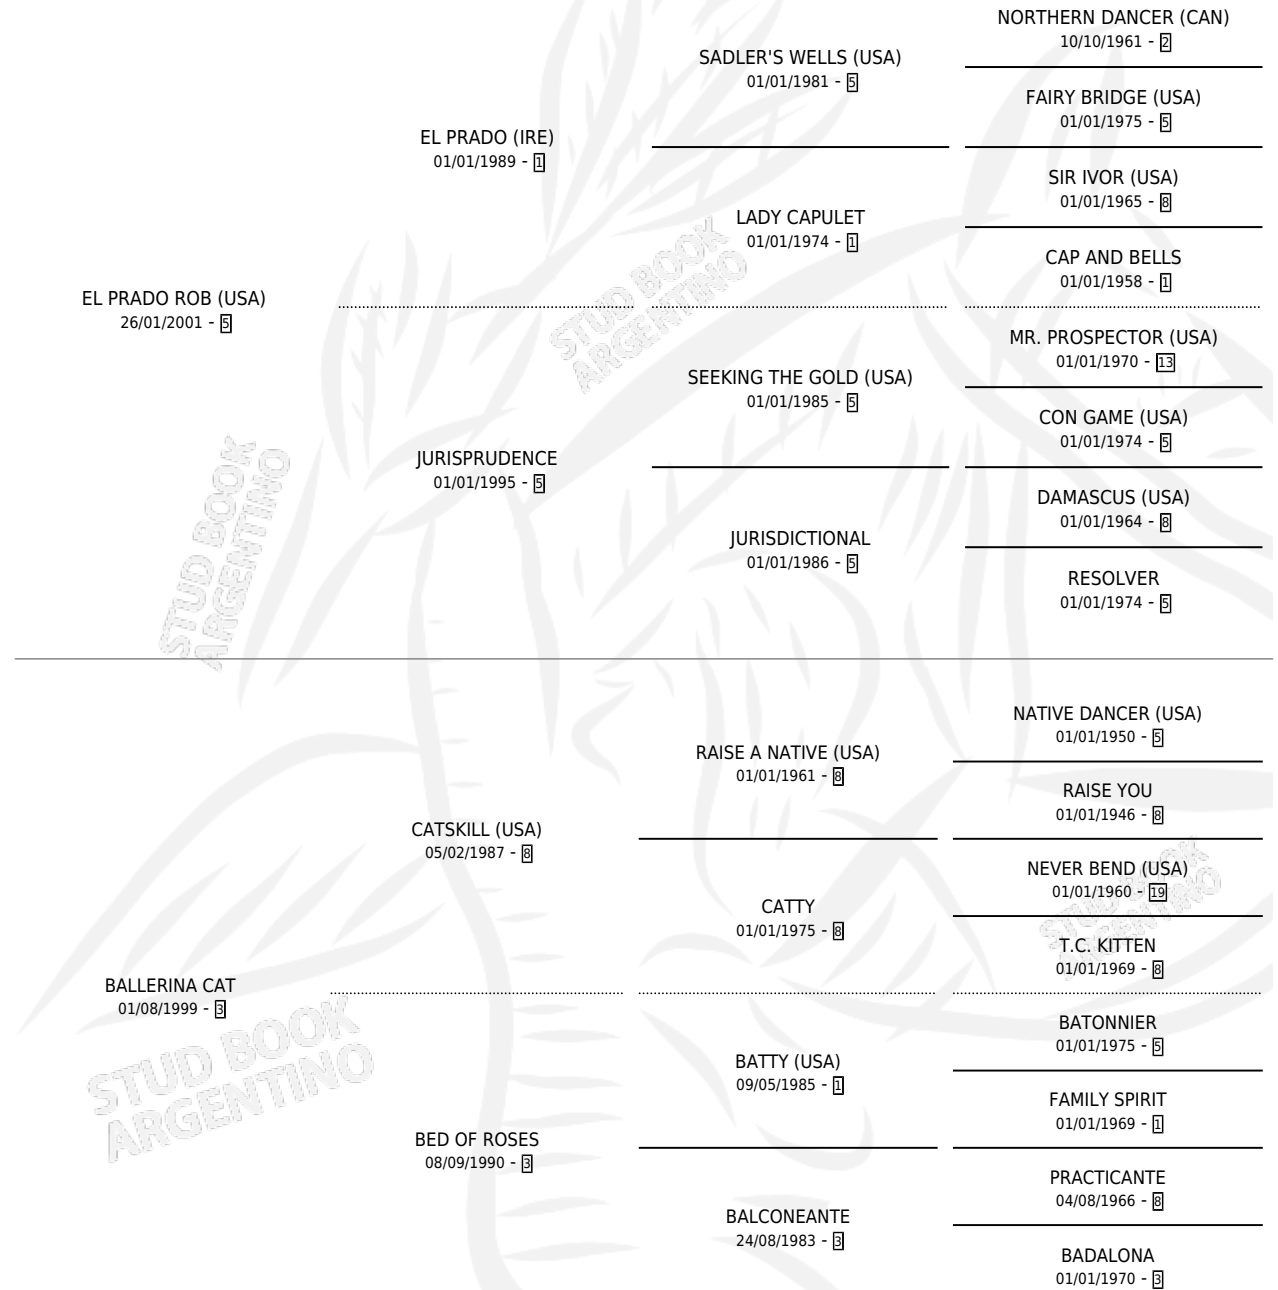 NORTHERN DANCER (CAN)
10/10/1961 - 2
SADLER'S WELLS (USA)
01/01/1981 - 5
FAIRY BRIDGE (USA)
01/01/1975 - 5
EL PRADO (IRE)
01/01/1989 - 1
SIR IVOR (USA)
01/01/1965 - 8
LADY CAPULET
01/01/1974 - 1
CAP AND BELLS
01/01/1958 - 1
EL PRADO ROB (USA)
26/01/2001 - 5
MR. PROSPECTOR (USA)
01/01/1970 - 13
SEEKING THE GOLD (USA)
01/01/1985 - 5
CON GAME (USA)
01/01/1974 - 5
JURISPRUDENCE
01/01/1995 - 5
DAMASCUS (USA)
01/01/1964 - 8
JURISDICTIONAL
01/01/1986 - 5
RESOLVER
01/01/1974 - 5
NATIVE DANCER (USA)
01/01/1950 - 5
RAISE A NATIVE (USA)
01/01/1961 - 8
RAISE YOU
01/01/1946 - 8
CATSKILL (USA)
05/02/1987 - 8
NEVER BEND (USA)
01/01/1960 - 19
CATTY
01/01/1975 - 8
T.C. KITTEN
01/01/1969 - 8
BALLERINA CAT
01/08/1999 - 3
BATONNIER
01/01/1975 - 5
BATTY (USA)
09/05/1985 - 1
FAMILY SPIRIT
01/01/1969 - 1
BED OF ROSES
08/09/1990 - 3
PRACTICANTE
04/08/1966 - 8
BALCONEANTE
24/08/1983 - 3
BADALONA
01/01/1970 - 3
STUD BOOK
ARGENTINO
STUD BOOK
ARGENTINO
STUD BOOK
ARGENTINO
STUD BOOK
ARGENTINO